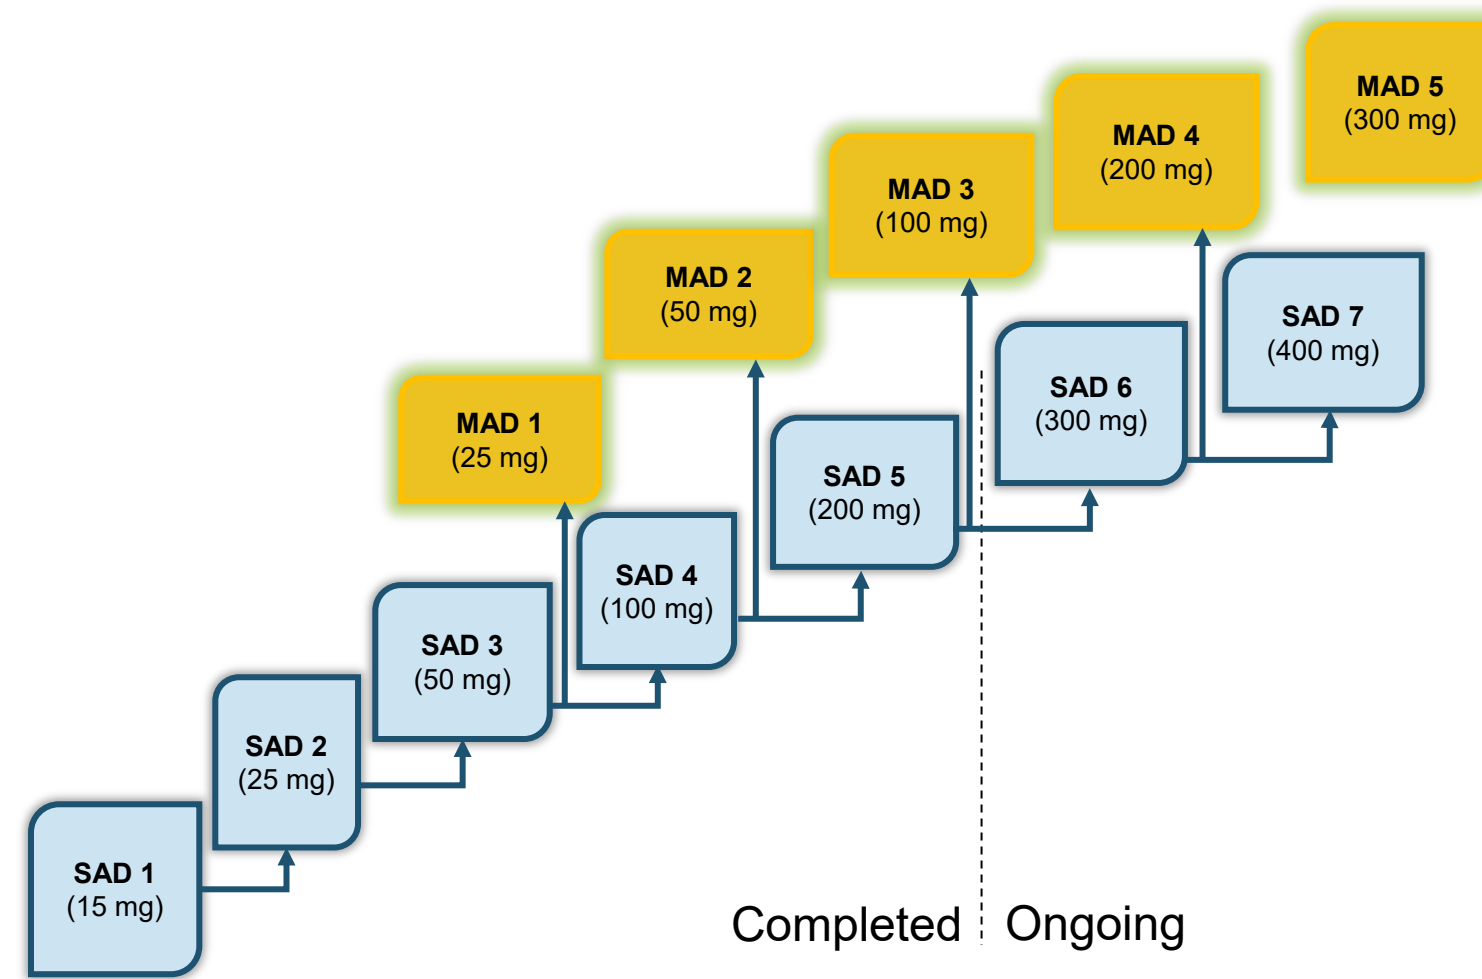 MAD 5
(300 mg)
MAD 4
(200 mg)
MAD 3
(100 mg)
MAD 2
(50 mg)
MAD 1
(25 mg)
SAD 7
(400 mg)
SAD 6
(300 mg)
SAD 5
(200 mg)
SAD 4
(100 mg)
SAD 3
(50 mg)
SAD 2
(25 mg)
SAD 1
(15 mg)
Completed
Ongoing